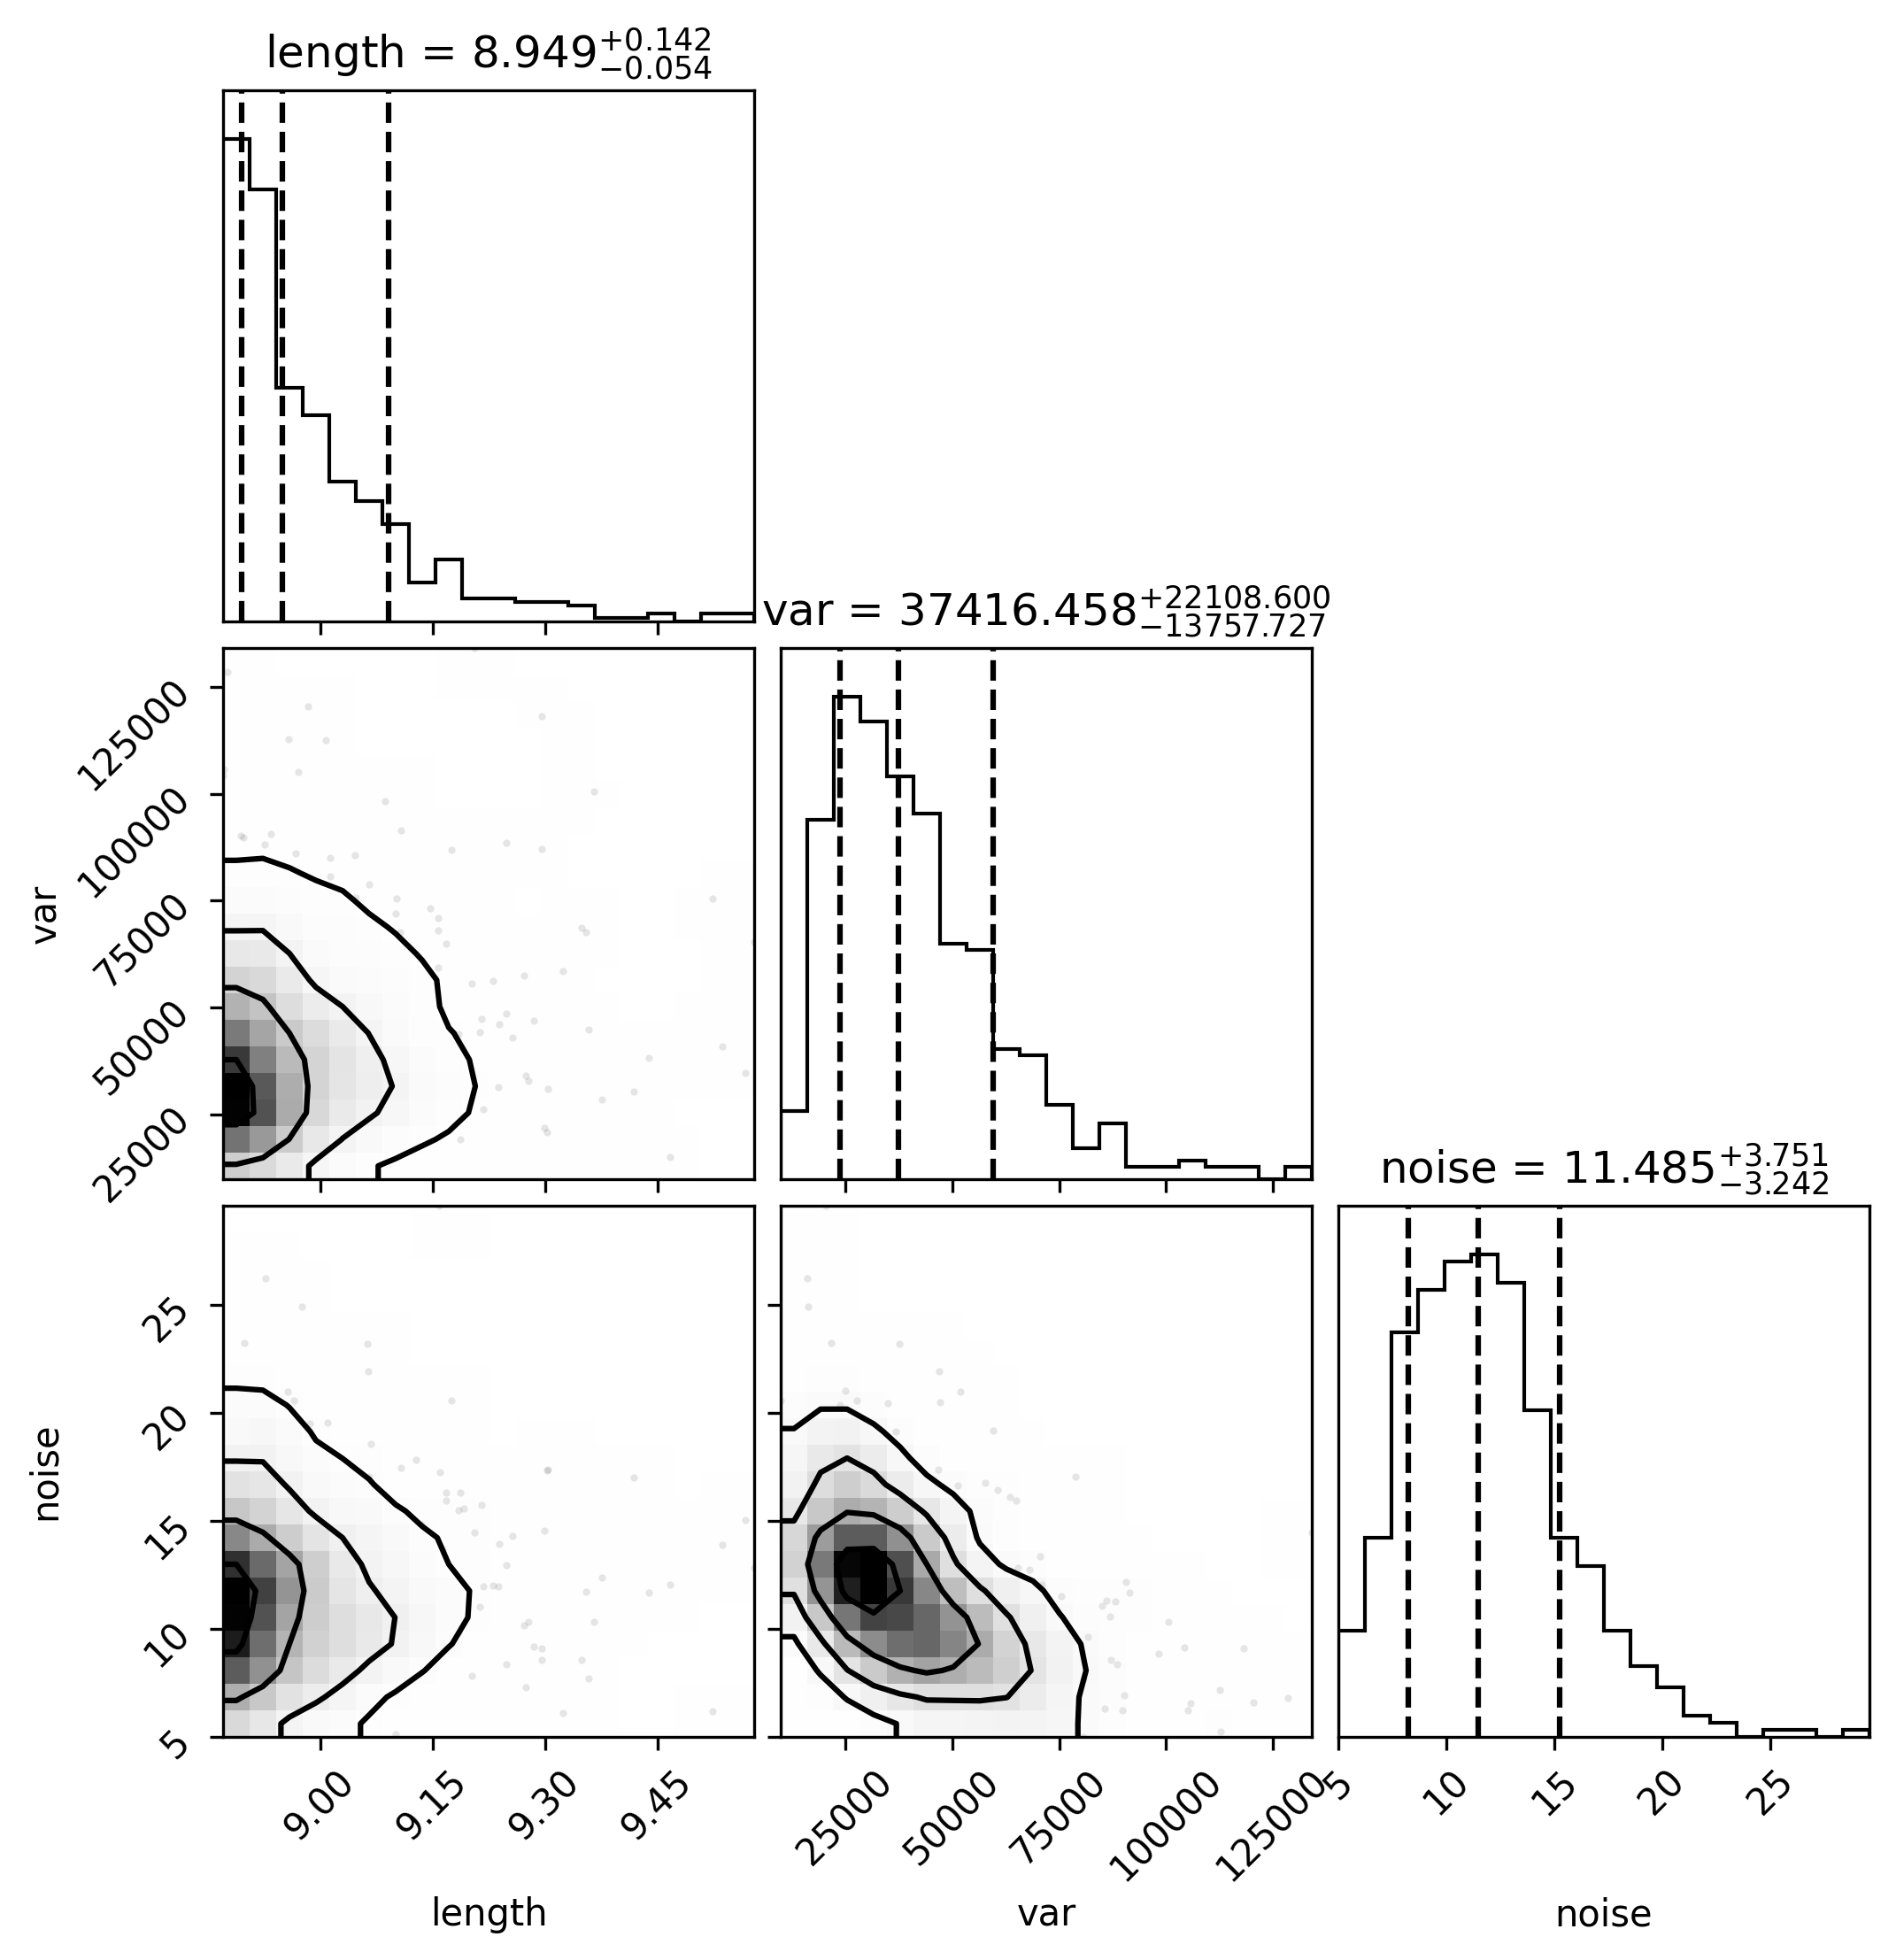 length = 8.949 +0.142 −0.054
var = 37416.458 +22108.600 −13757.727
125000
100000
75000
50000
25000
var
noise = 11.485 +3.751 −3.242
25
20
15
10
5
noise
9.00 9.15 9.30 9.45
25000 50000 75000 100000 125000
5 10 15 20 25
length var noise